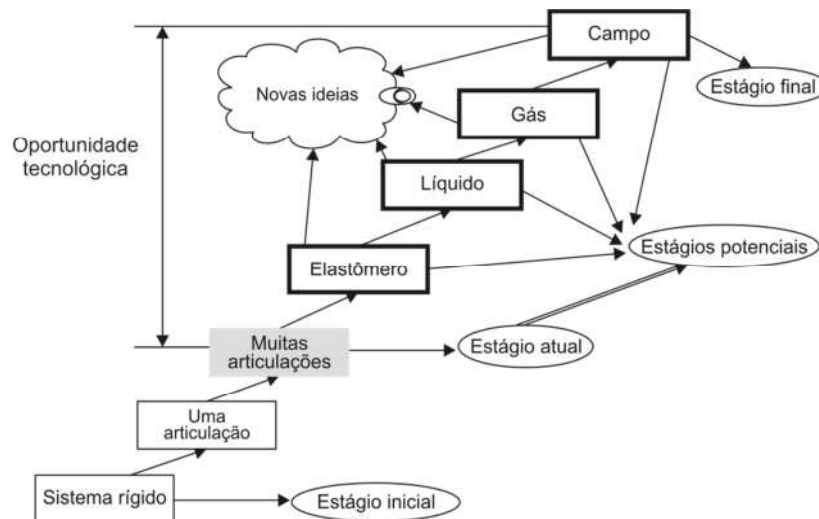 Campo
Estágio final
Novas ideias
Gás
Oportunidade
tecnológica
Líquido
Estágios potenciais
Elastômero
Muitas
articulações
Estágio atual
Uma
articulação
Sistema rígido
Estágio inicial